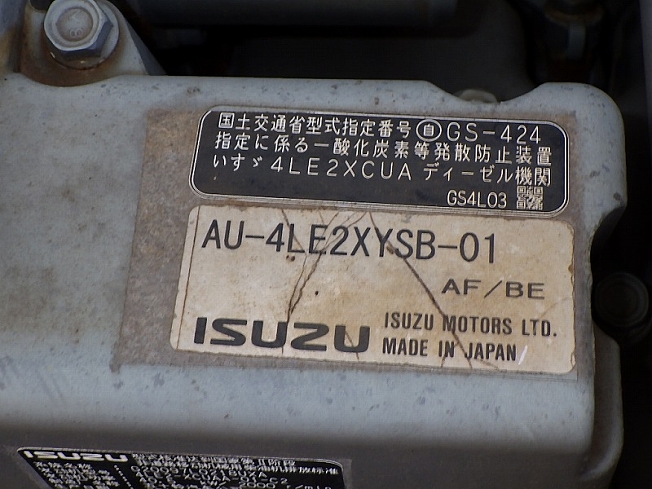 国土交通省型式指定番号 自 GS-424
指定に係る一酸化炭素等発散防止装置
いすゞ 4LE2XCUA ディーゼル機関
GS4L03
AU-4LE2XYSB-01
AF/BE
ISUZU
ISUZU MOTORS LTD.
MADE IN JAPAN
ISUZU